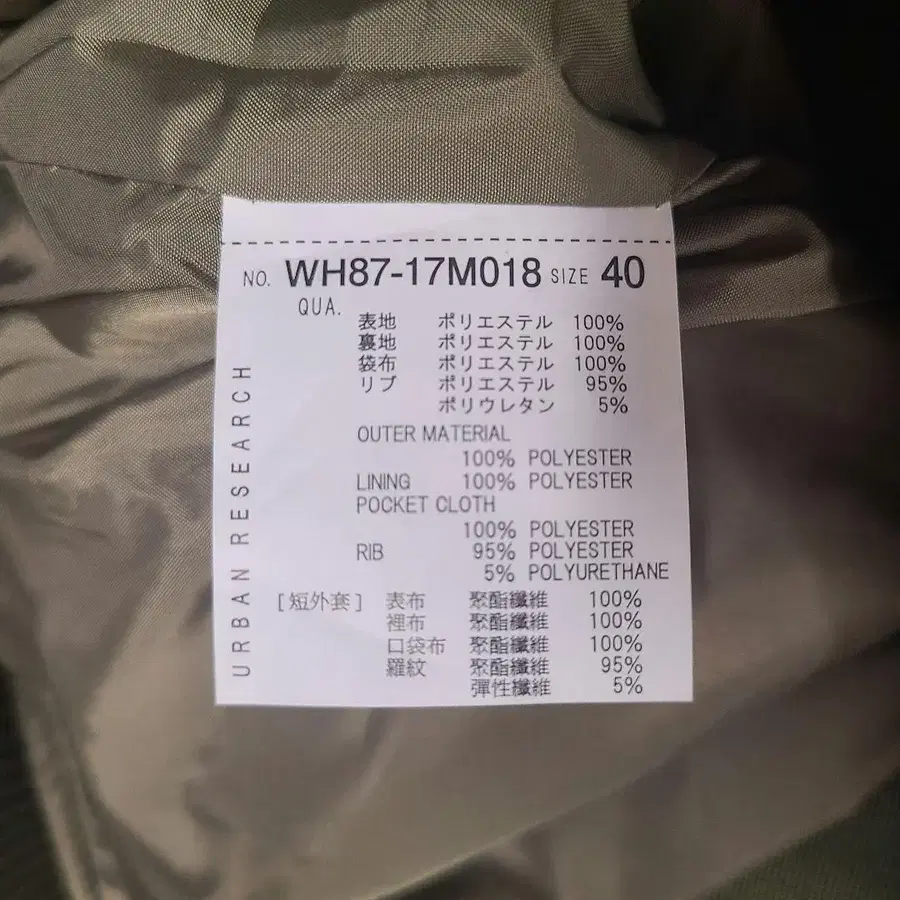 NO. WH87-17M018 SIZE 40
QUA.
表地 ポリエステル 100%
裏地 ポリエステル 100%
袋布 ポリエステル 100%
リブ ポリエステル 95%
ポリウレタン 5%
OUTER MATERIAL
100% POLYESTER
LINING 100% POLYESTER
POCKET CLOTH
100% POLYESTER
RIB 95% POLYESTER
5% POLYURETHANE
[短外套] 表布 聚酯纖維 100%
裡布 聚酯纖維 100%
口袋布 聚酯纖維 100%
羅紋 聚酯纖維 95%
彈性纖維 5%
URBAN RESEARCH